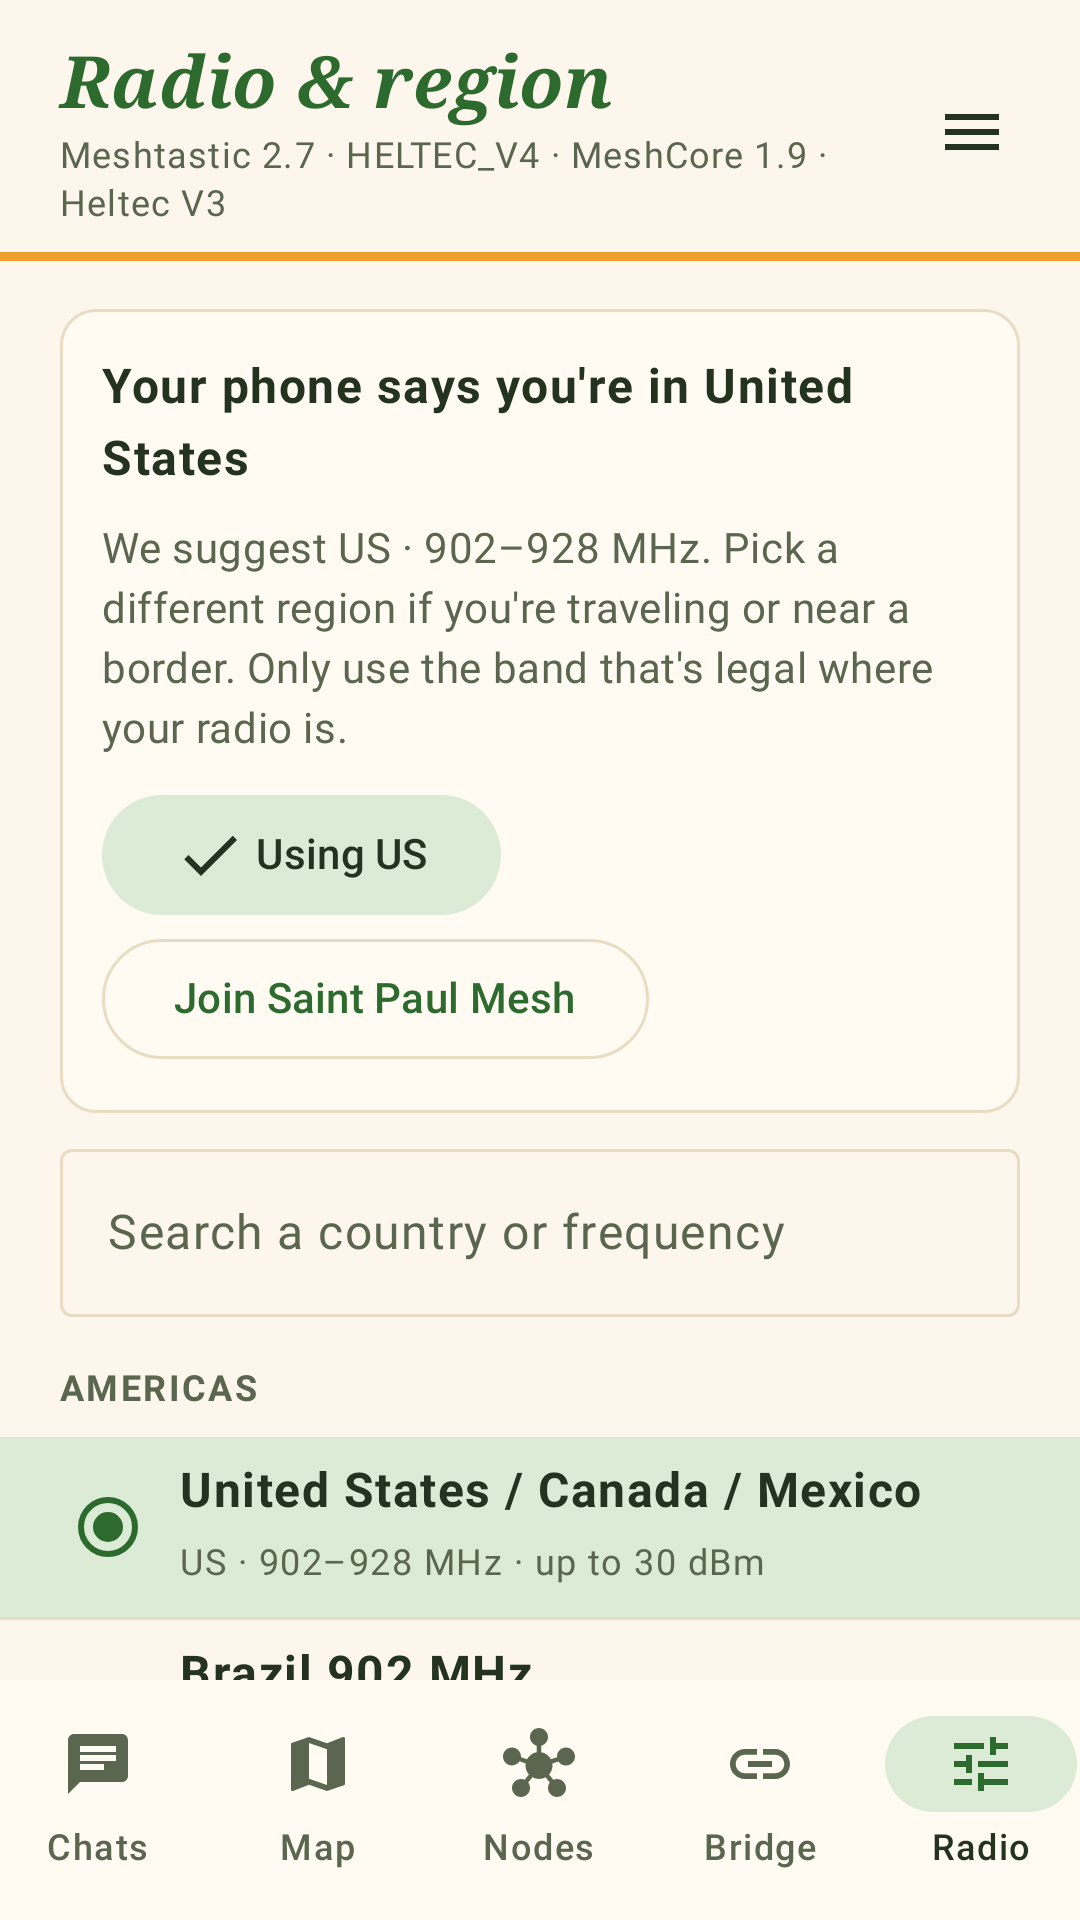 Radio & region
Meshtastic 2.7 · HELTEC_V4 · MeshCore 1.9 ·
Heltec V3
Your phone says you're in United
States
We suggest US · 902–928 MHz. Pick a
different region if you're traveling or near a
border. Only use the band that's legal where
your radio is.
Using US
Join Saint Paul Mesh
Search a country or frequency
AMERICAS
United States / Canada / Mexico
US · 902–928 MHz · up to 30 dBm
Brazil 902 MHz
Chats
Map
Nodes
Bridge
Radio